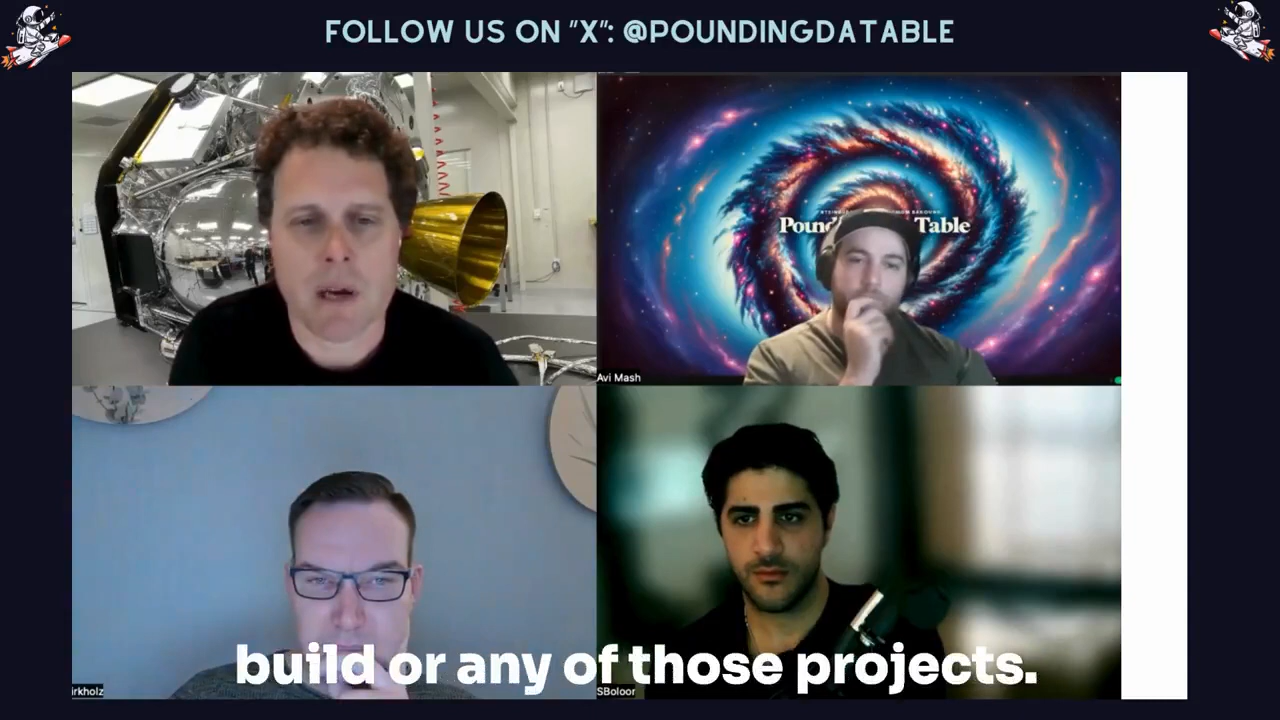 FOLLOW US ON "X": @POUNDINGDATABLE
Pound Table
Avi Mash
build or any of those projects.
irkholz
SBoloor